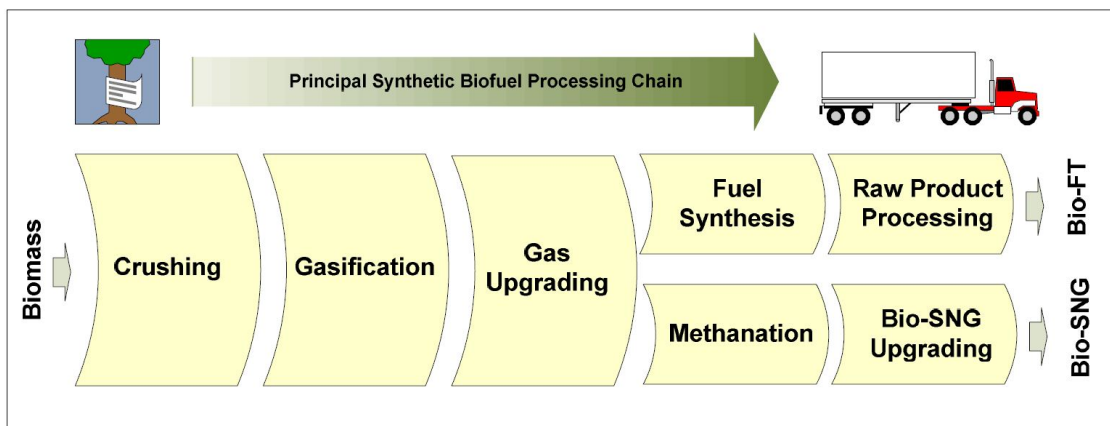 Principal Synthetic Biofuel Processing Chain
Biomass
Crushing
Gasification
Gas
Upgrading
Fuel
Synthesis
Raw Product
Processing
Bio-FT
Methanation
Bio-SNG
Upgrading
Bio-SNG